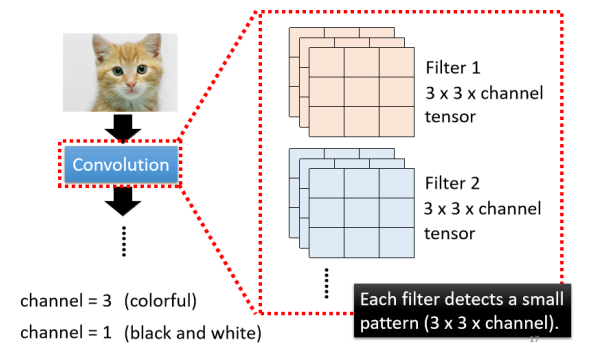 Filter 1
3 x 3 x channel
tensor
Convolution
Filter 2
3 x 3 x channel
tensor
channel = 3 (colorful)
channel = 1 (black and white)
Each filter detects a small
pattern (3 x 3 x channel).
27